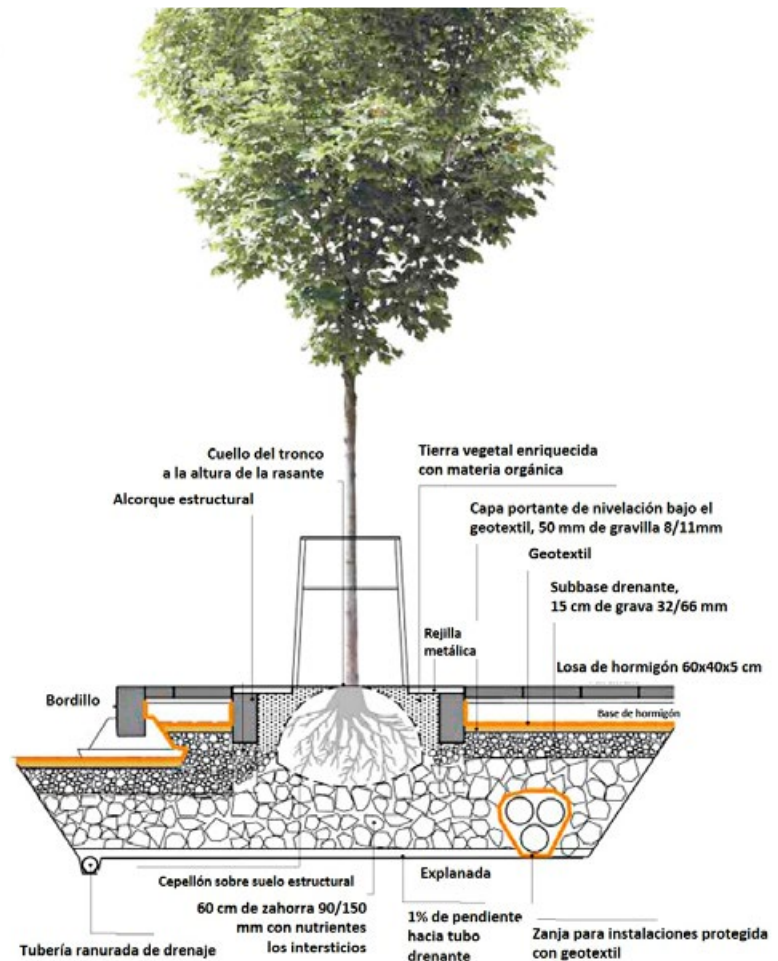 Cuello del tronco
a la altura de la rasante
Tierra vegetal enriquecida
con materia orgánica
Alcorque estructural
Capa portante de nivelación bajo el
geotextil, 50 mm de gravilla 8/11mm
Geotextil
Subbase drenante,
15 cm de grava 32/66 mm
Rejilla
metálica
Losa de hormigón 60x40x5 cm
Bordillo
Base de hormigón
Cepellón sobre suelo estructural
Explanada
60 cm de zahorra 90/150
mm con nutrientes
los intersticios
1% de pendiente
hacia tubo
drenante
Zanja para instalaciones protegida
con geotextil
Tubería ranurada de drenaje